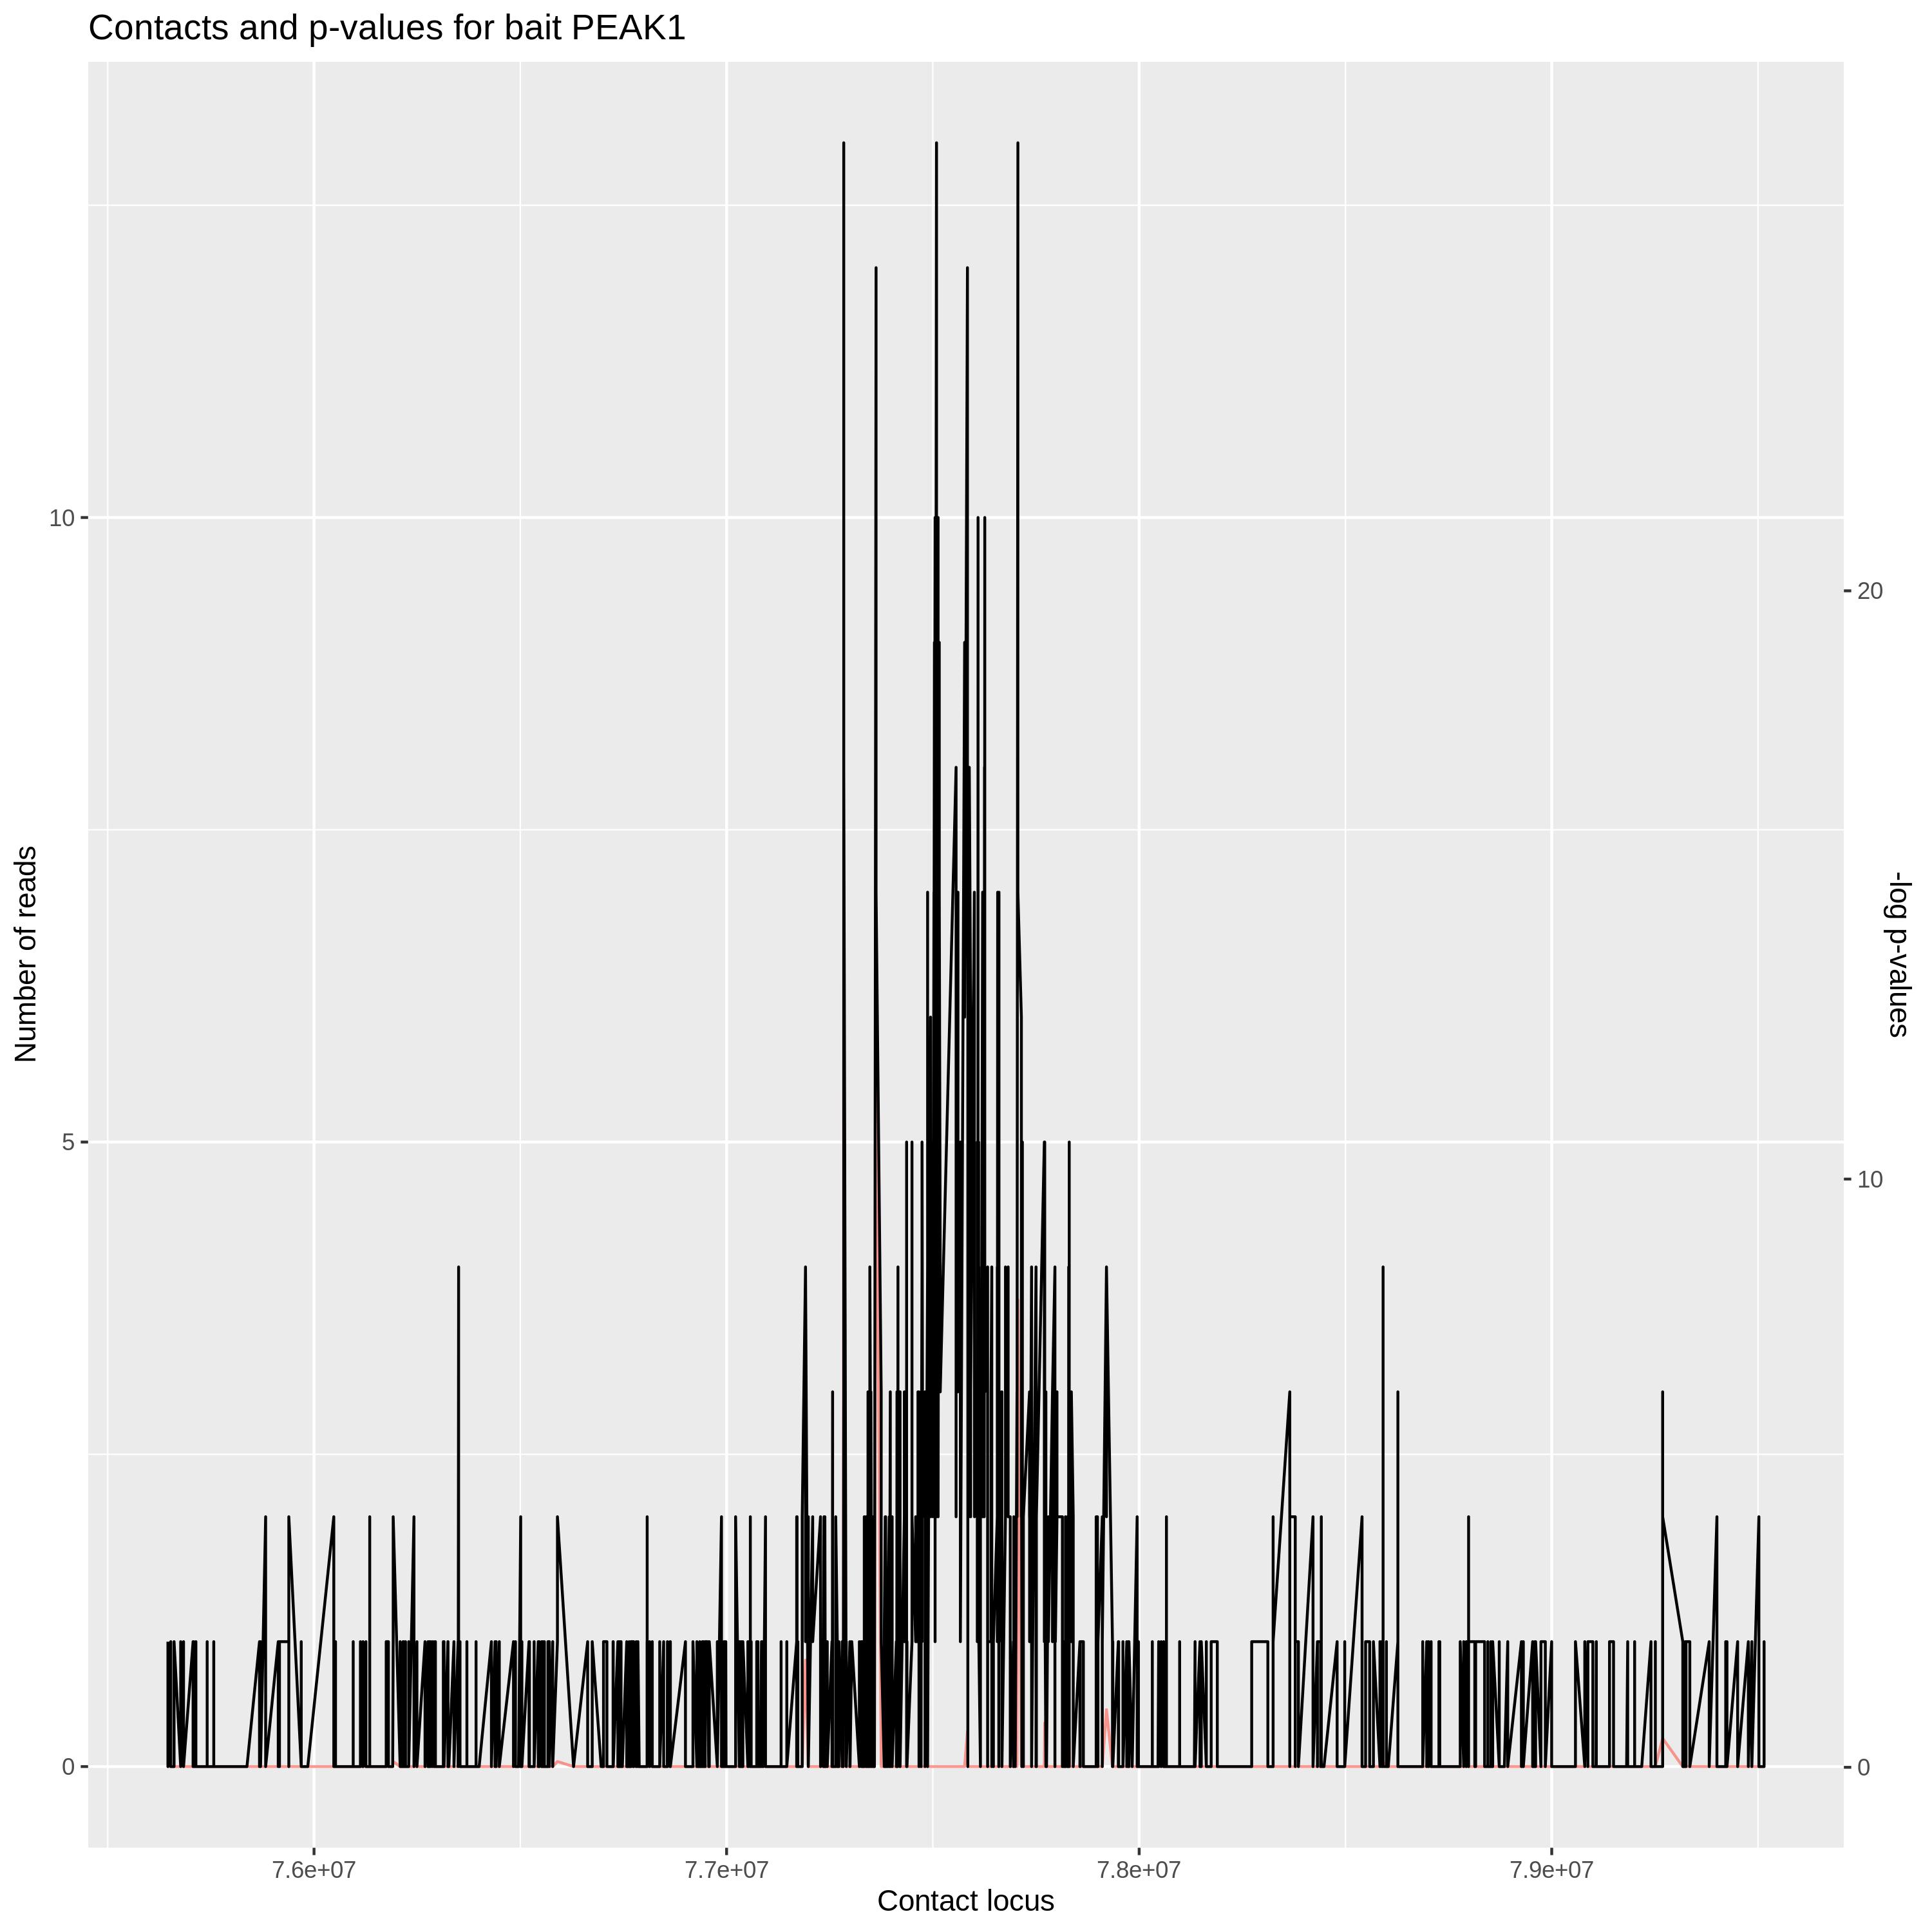 Contacts and p-values for bait PEAK1
Number of reads
10
5
0
20
10
0
-log p-values
7.6e+07
7.7e+07
7.8e+07
7.9e+07
Contact locus